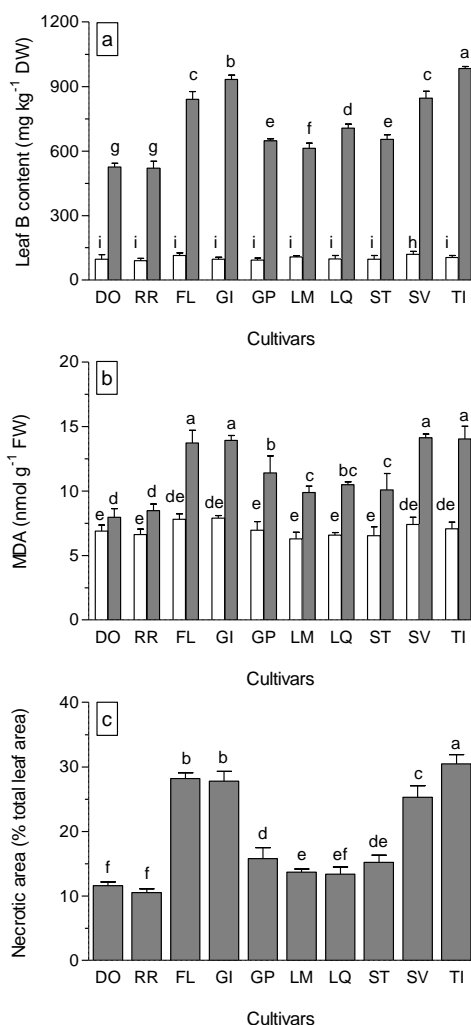 a
Leaf B content (mg kg⁻¹ DW)
1200
900
600
300
0
i g i g i c i b i e i f i d i e h c i a
DO RR FL GI GP LM LQ ST SV TI
Cultivars
b
MDA (nmol g⁻¹ FW)
20
15
10
5
0
e d e d de a de a e b e c e bc e c de a de a
DO RR FL GI GP LM LQ ST SV TI
Cultivars
c
Necrotic area (% total leaf area)
40
30
20
10
0
f f b b d e ef de c a
DO RR FL GI GP LM LQ ST SV TI
Cultivars